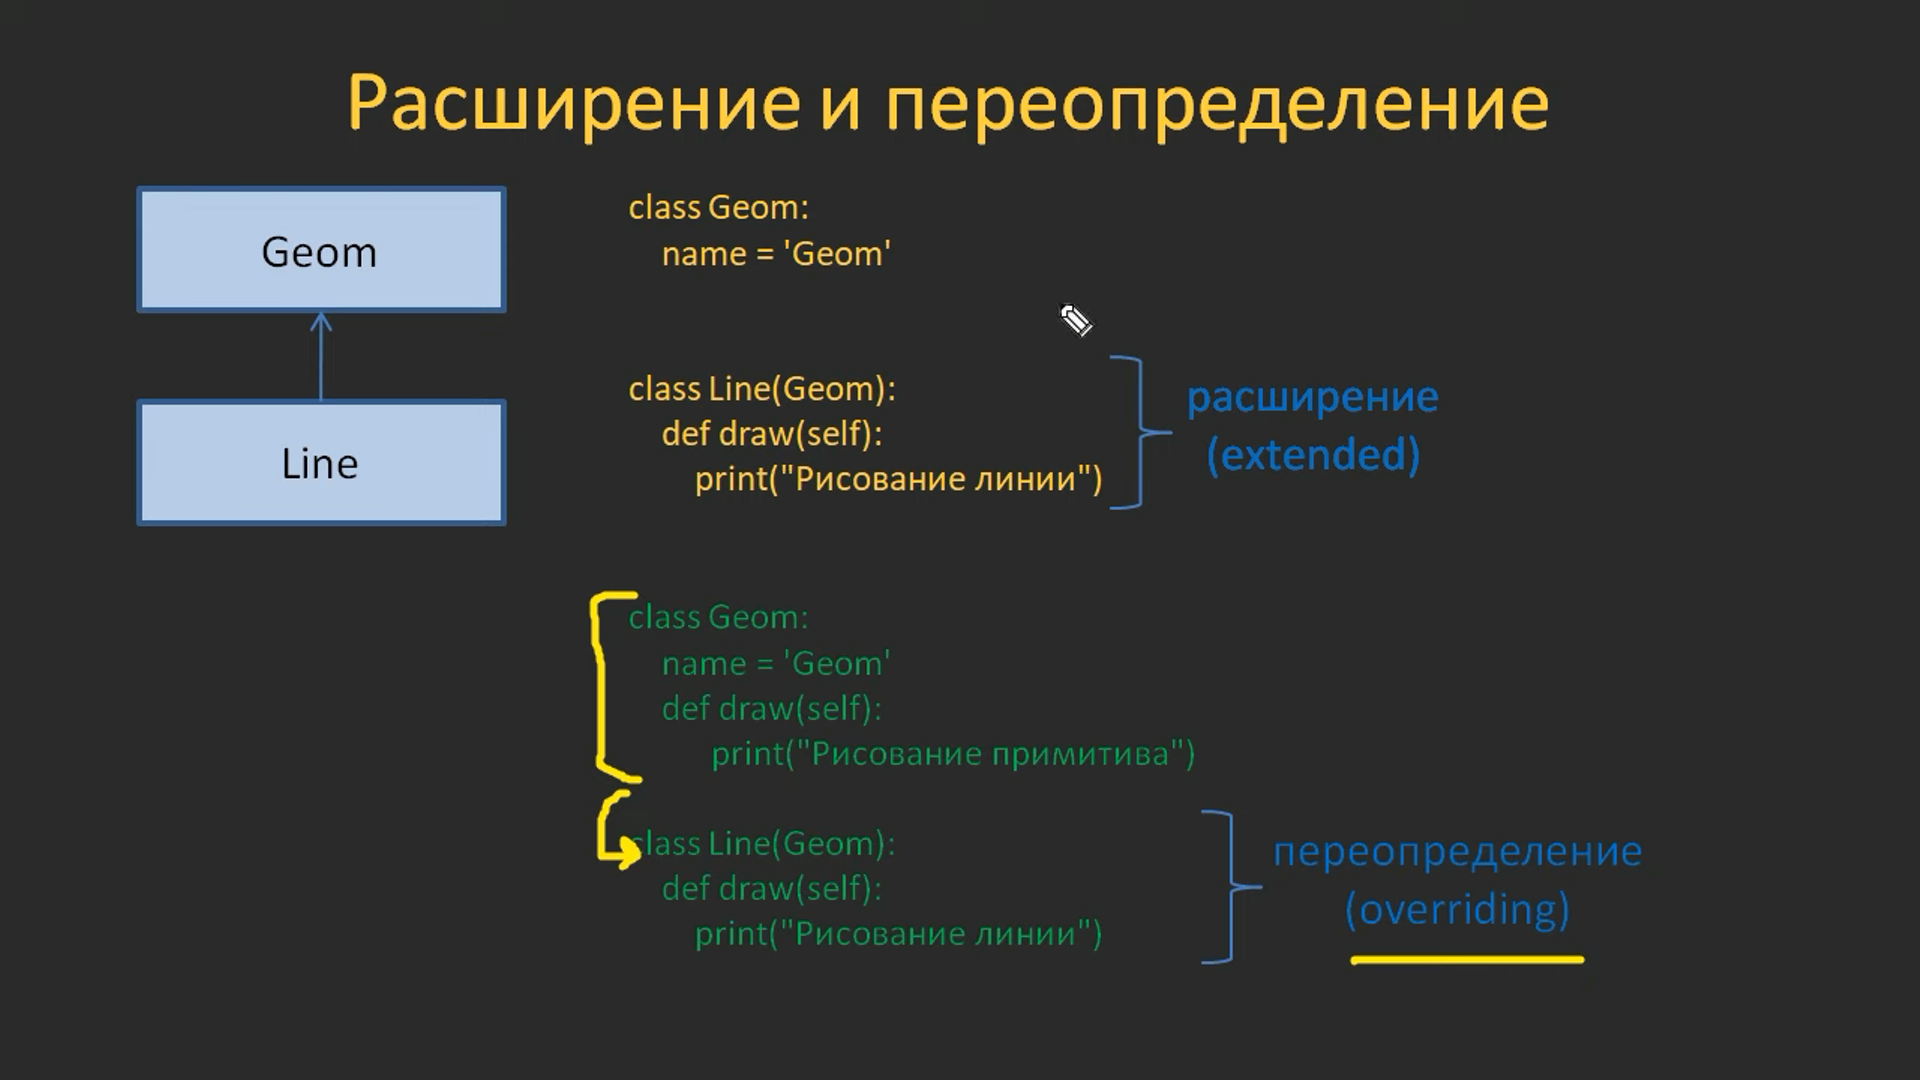 Расширение и переопределение
Geom
Line
class Geom:
name = 'Geom'
class Line(Geom):
def draw(self):
print("Рисование линии")
расширение
(extended)
class Geom:
name = 'Geom'
def draw(self):
print("Рисование примитива")
class Line(Geom):
def draw(self):
print("Рисование линии")
переопределение
(overriding)